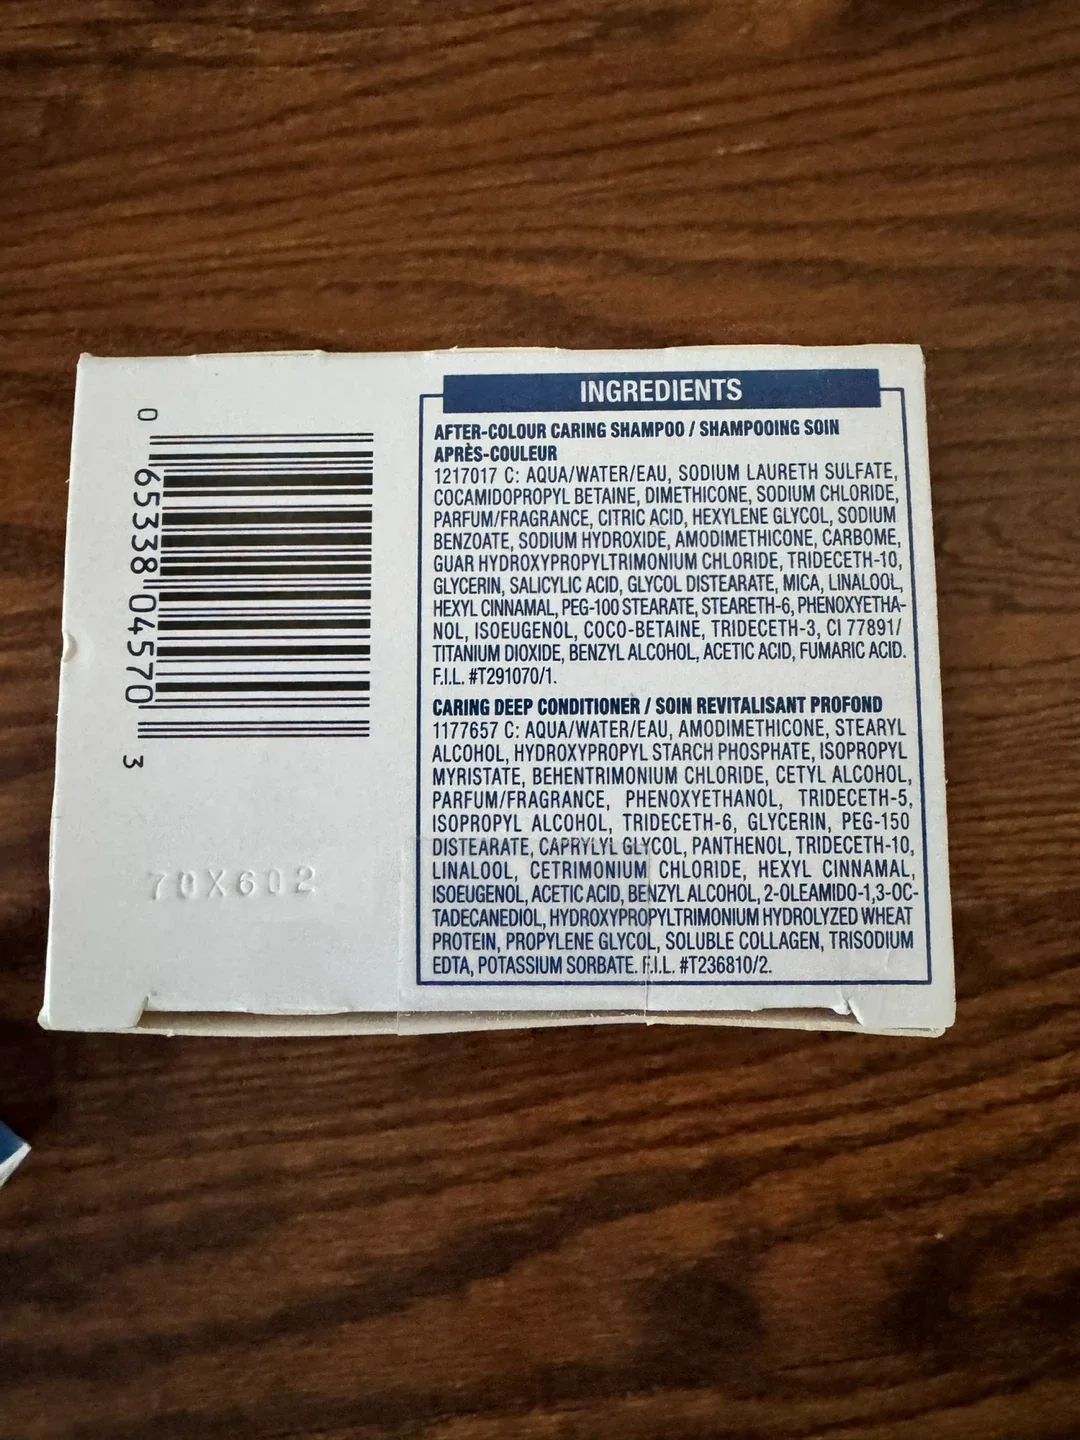 0
65338 04570
3
70X602
INGREDIENTS
AFTER-COLOUR CARING SHAMPOO / SHAMPOOING SOIN
APRÈS-COULEUR
1217017 C: AQUA/WATER/EAU, SODIUM LAURETH SULFATE,
COCAMIDOPROPYL BETAINE, DIMETHICONE, SODIUM CHLORIDE,
PARFUM/FRAGRANCE, CITRIC ACID, HEXYLENE GLYCOL, SODIUM
BENZOATE, SODIUM HYDROXIDE, AMODIMETHICONE, CARBOME,
GUAR HYDROXYPROPYLTRIMONIUM CHLORIDE, TRIDECETH-10,
GLYCERIN, SALICYLIC ACID, GLYCOL DISTEARATE, MICA, LINALOOL,
HEXYL CINNAMAL, PEG-100 STEARATE, STEARETH-6, PHENOXYETHA-
NOL, ISOEUGENOL, COCO-BETAINE, TRIDECETH-3, CI 77891/
TITANIUM DIOXIDE, BENZYL ALCOHOL, ACETIC ACID, FUMARIC ACID.
F.I.L. #T291070/1.
CARING DEEP CONDITIONER / SOIN REVITALISANT PROFOND
1177657 C: AQUA/WATER/EAU, AMODIMETHICONE, STEARYL
ALCOHOL, HYDROXYPROPYL STARCH PHOSPHATE, ISOPROPYL
MYRISTATE, BEHENTRIMONIUM CHLORIDE, CETYL ALCOHOL,
PARFUM/FRAGRANCE, PHENOXYETHANOL, TRIDECETH-5,
ISOPROPYL ALCOHOL, TRIDECETH-6, GLYCERIN, PEG-150
DISTEARATE, CAPRYLYL GLYCOL, PANTHENOL, TRIDECETH-10,
LINALOOL, CETRIMONIUM CHLORIDE, HEXYL CINNAMAL,
ISOEUGENOL, ACETIC ACID, BENZYL ALCOHOL, 2-OLEAMIDO-1,3-OC-
TADECANEDIOL, HYDROXYPROPYLTRIMONIUM HYDROLYZED WHEAT
PROTEIN, PROPYLENE GLYCOL, SOLUBLE COLLAGEN, TRISODIUM
EDTA, POTASSIUM SORBATE. F.I.L. #T236810/2.